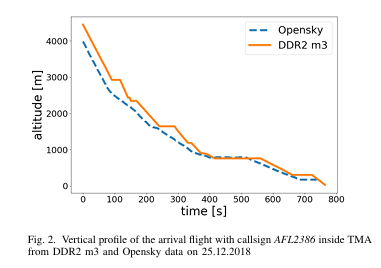 Opensky
DDR2 m3
altitude [m]
4000
3000
2000
1000
0
0 100 200 300 400 500 600 700 800
time [s]
Fig. 2. Vertical profile of the arrival flight with callsign AFL2386 inside TMA
from DDR2 m3 and Opensky data on 25.12.2018